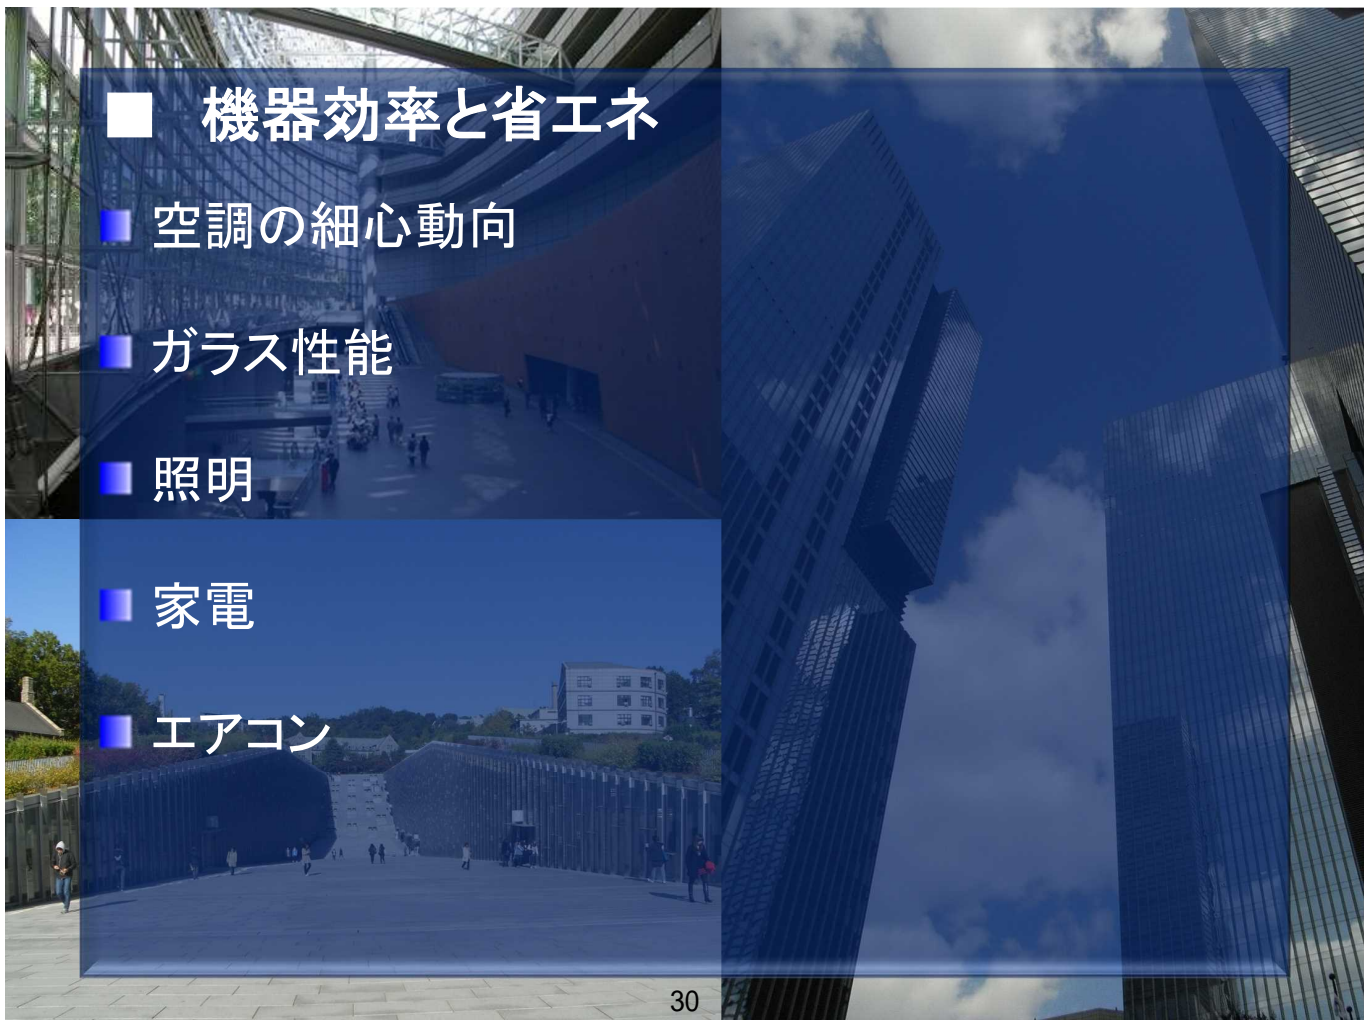 ■ 機器効率と省エネ
空調の細心動向
ガラス性能
照明
家電
エアコン
30